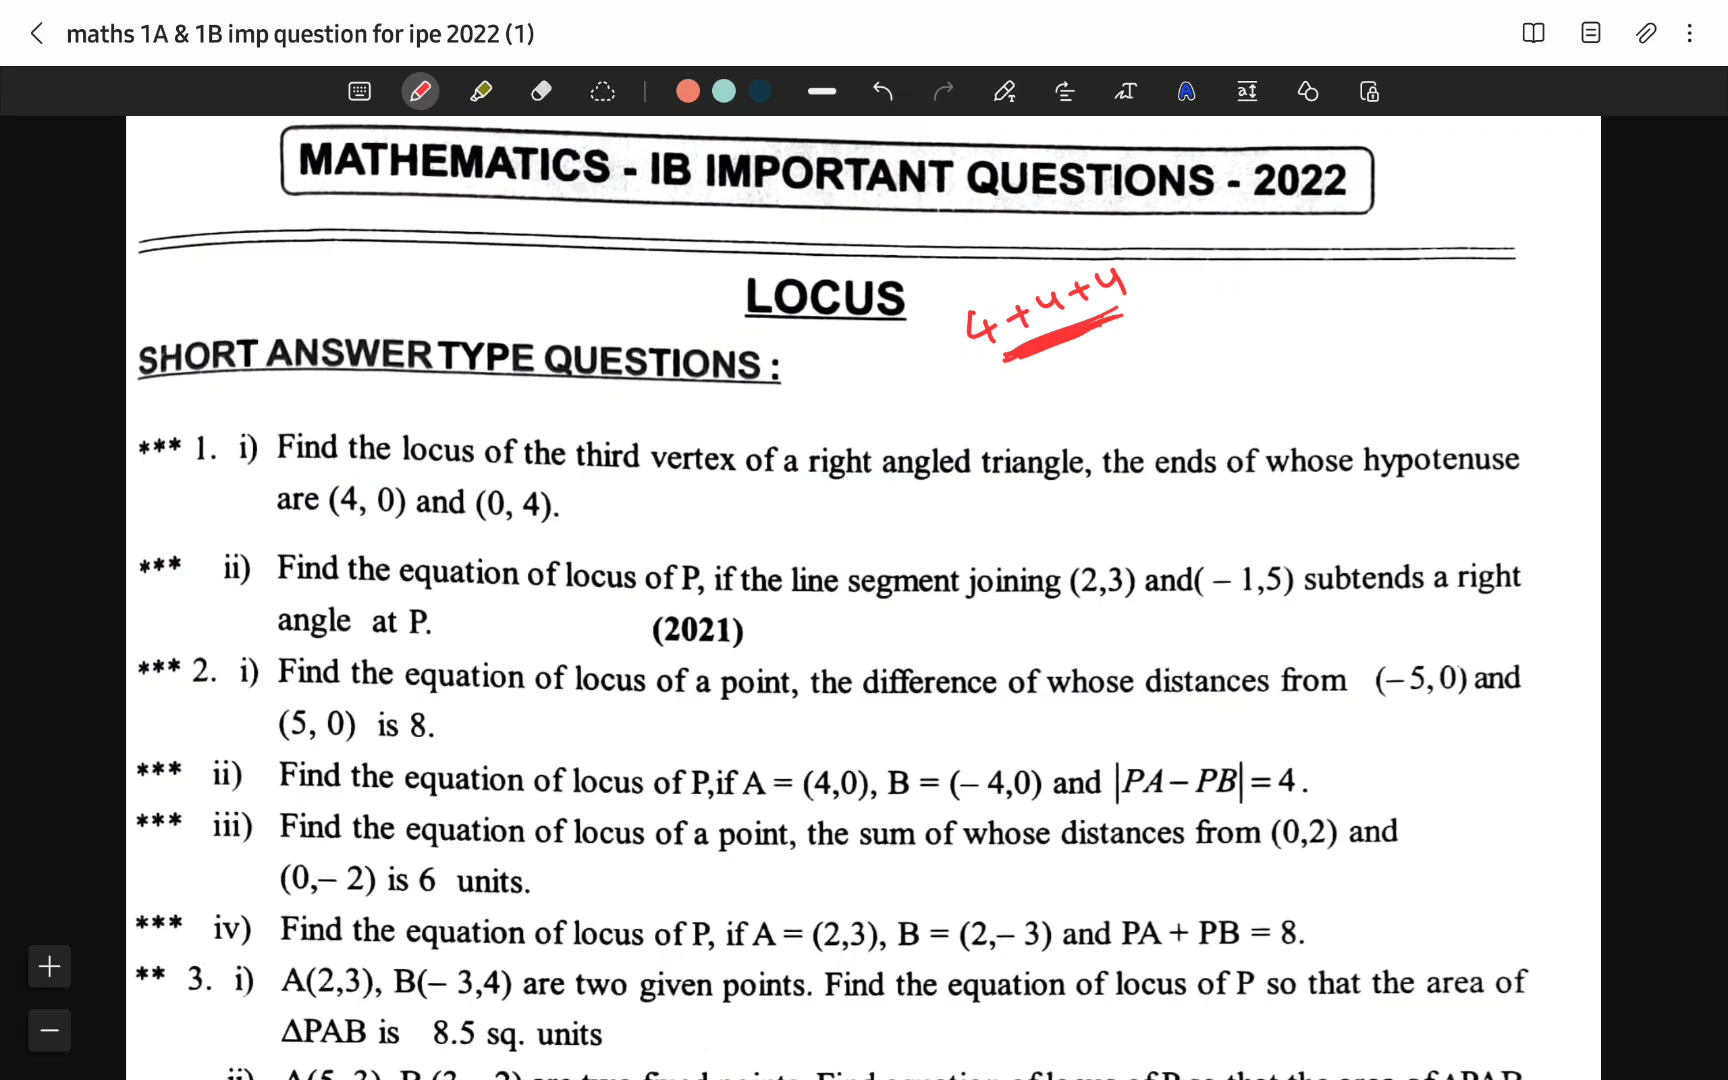 maths 1A & 1B imp question for ipe 2022 (1)
MATHEMATICS - IB IMPORTANT QUESTIONS - 2022
LOCUS
4+4+4
SHORT ANSWER TYPE QUESTIONS :
*** 1. i) Find the locus of the third vertex of a right angled triangle, the ends of whose hypotenuse
are (4, 0) and (0, 4).
*** ii) Find the equation of locus of P, if the line segment joining (2,3) and( – 1,5) subtends a right
angle at P. (2021)
*** 2. i) Find the equation of locus of a point, the difference of whose distances from (– 5, 0) and
(5, 0) is 8.
*** ii) Find the equation of locus of P,if A = (4,0), B = (– 4,0) and |PA – PB| = 4.
*** iii) Find the equation of locus of a point, the sum of whose distances from (0,2) and
(0,– 2) is 6 units.
*** iv) Find the equation of locus of P, if A = (2,3), B = (2,– 3) and PA + PB = 8.
** 3. i) A(2,3), B(– 3,4) are two given points. Find the equation of locus of P so that the area of
ΔPAB is 8.5 sq. units